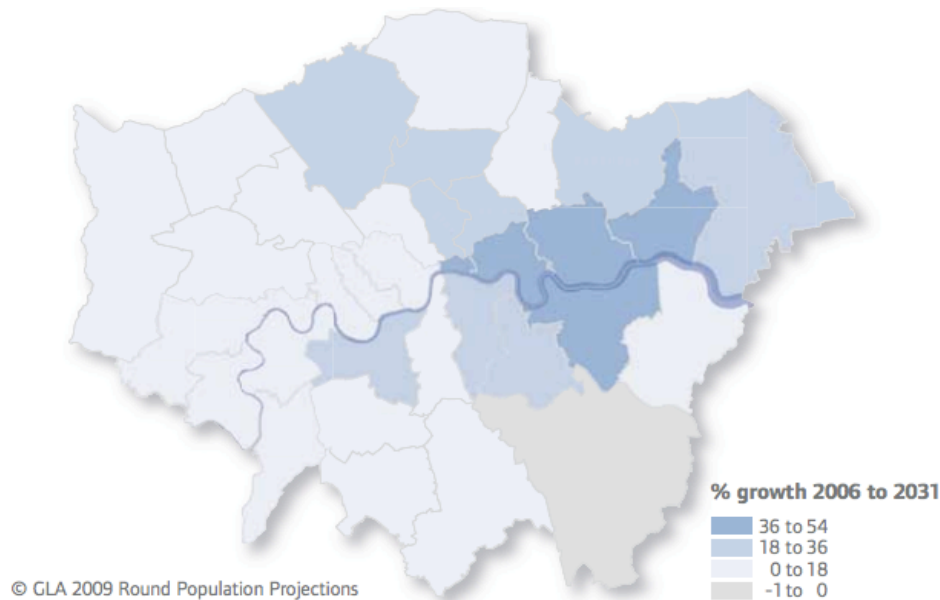 % growth 2006 to 2031
36 to 54
18 to 36
0 to 18
-1 to 0
© GLA 2009 Round Population Projections